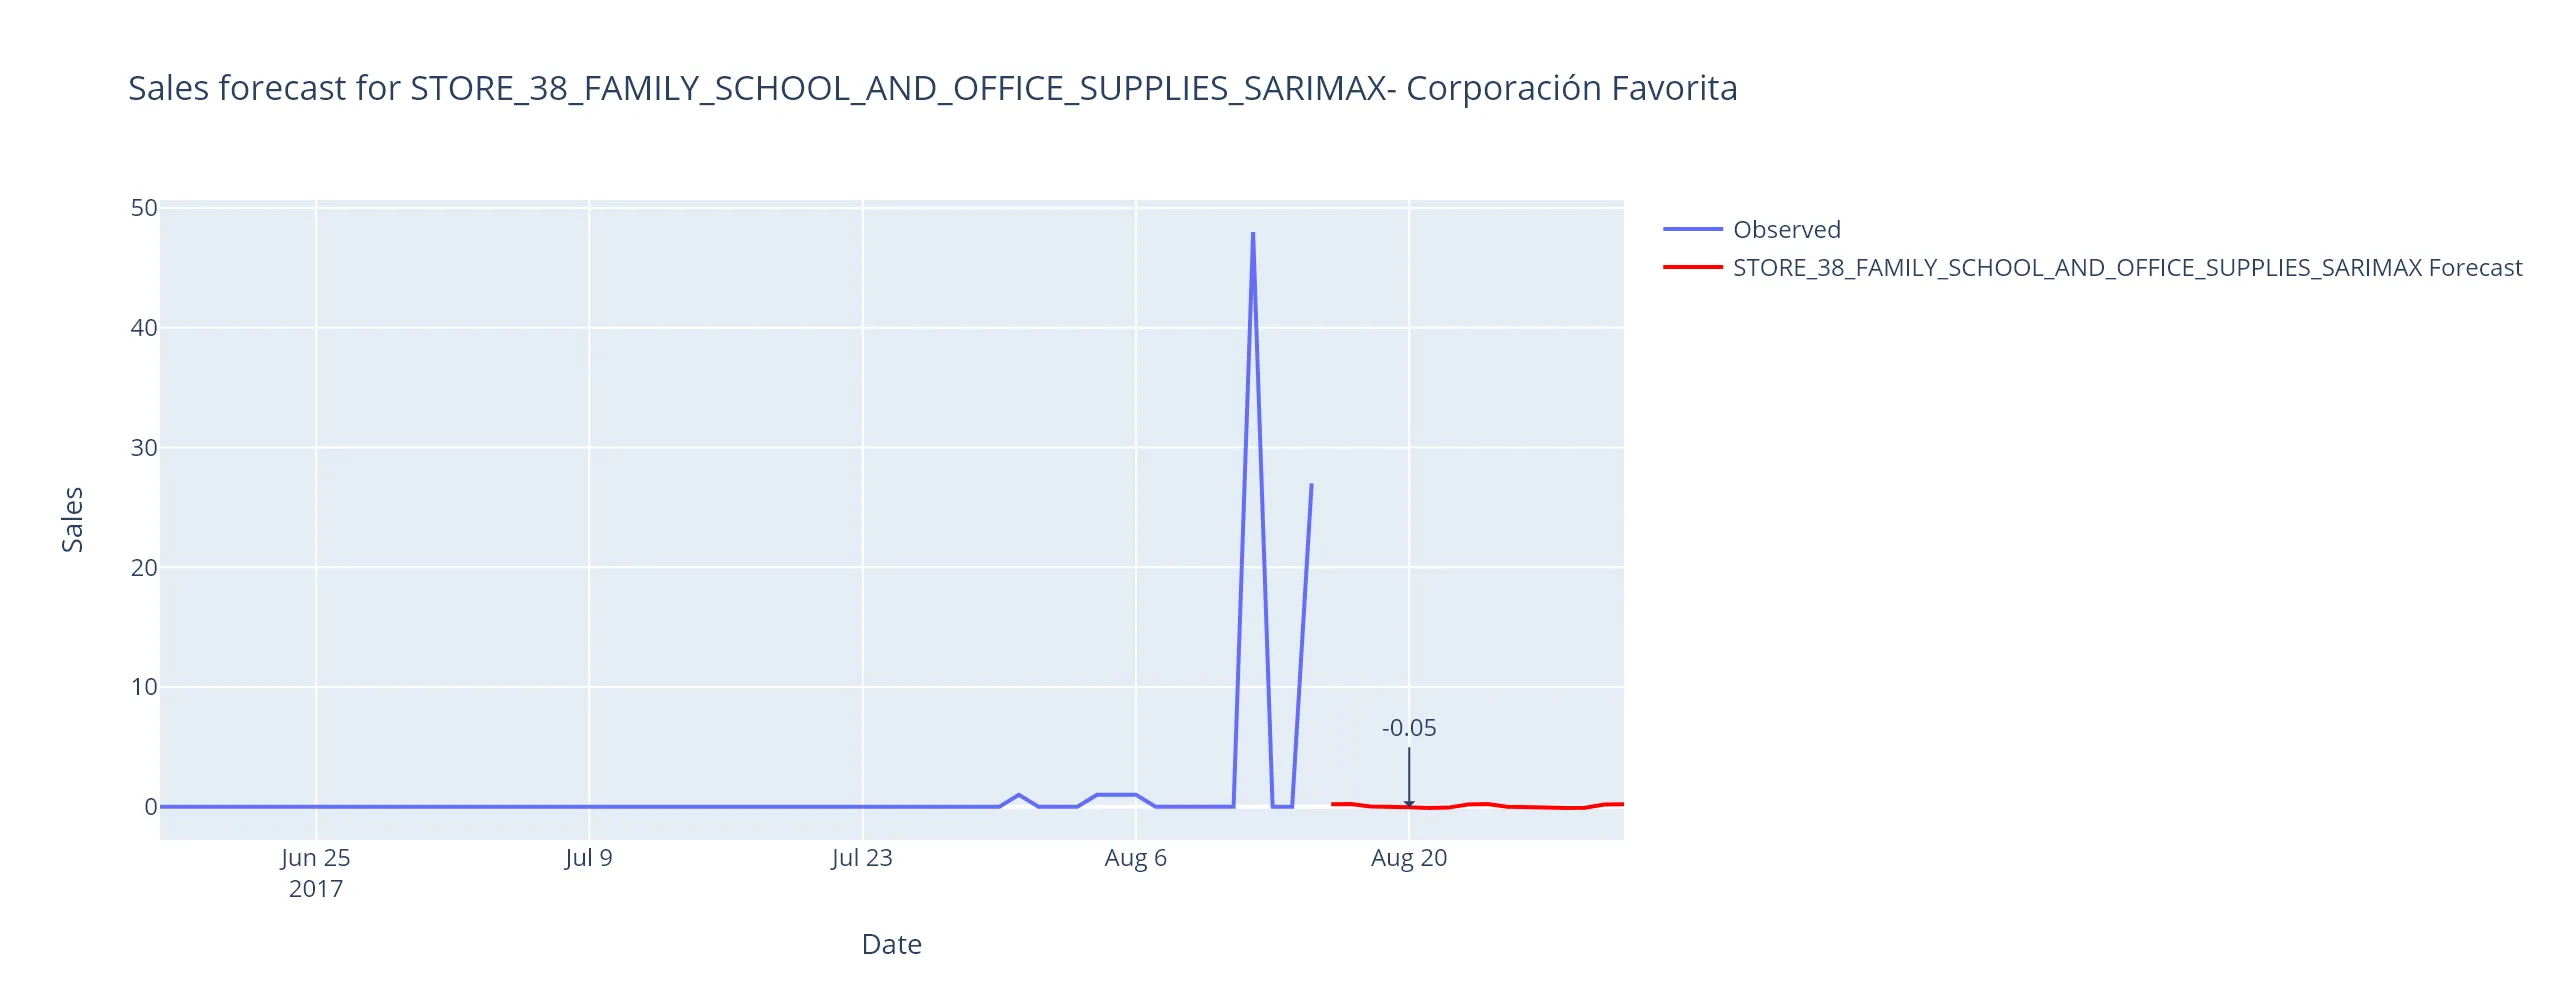 Sales forecast for STORE_38_FAMILY_SCHOOL_AND_OFFICE_SUPPLIES_SARIMAX- Corporación Favorita
50
40
30
20
10
0
Sales
-0.05
Jun 25
2017
Jul 9
Jul 23
Aug 6
Aug 20
Date
Observed
STORE_38_FAMILY_SCHOOL_AND_OFFICE_SUPPLIES_SARIMAX Forecast